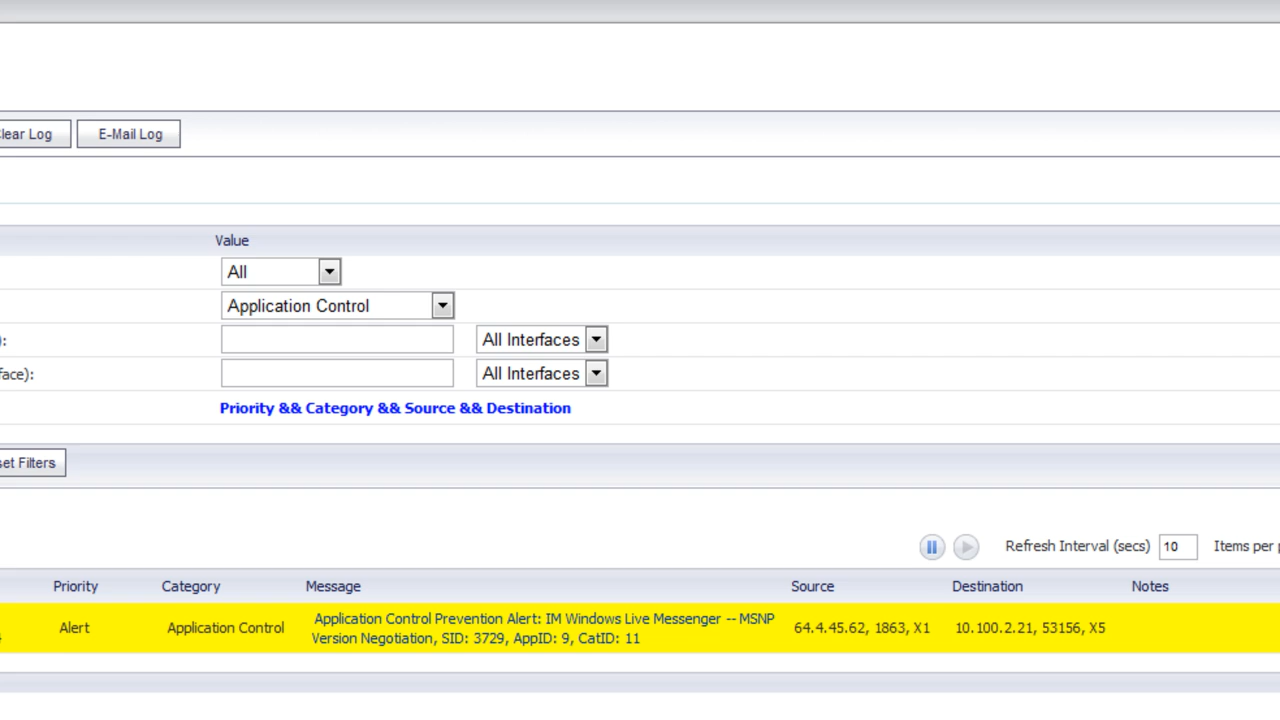 Clear Log E-Mail Log
Value
All
Application Control
): All Interfaces
face): All Interfaces
Priority && Category && Source && Destination
set Filters
Refresh Interval (secs) 10 Items per
Priority Category Message Source Destination Notes
Alert Application Control Application Control Prevention Alert: IM Windows Live Messenger -- MSNP 64.4.45.62, 1863, X1 10.100.2.21, 53156, X5
Version Negotiation, SID: 3729, AppID: 9, CatID: 11